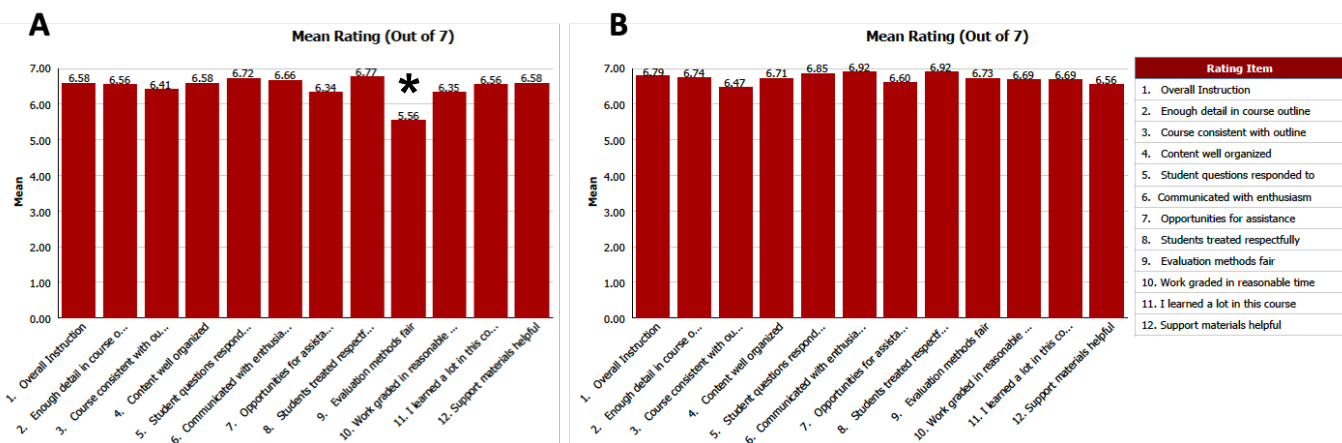 A
Mean Rating (Out of 7)
*
7.00
6.00
5.00
4.00
3.00
2.00
1.00
0.00
Mean
6.58
6.56
6.41
6.58
6.72
6.66
6.34
6.77
5.56
6.35
6.56
6.58
1. Overall Instruction
2. Enough detail in course o...
3. Course consistent with ou...
4. Content well organized
5. Student questions respond...
6. Communicated with enthusia...
7. Opportunities for assista...
8. Students treated respectf...
9. Evaluation methods fair
10. Work graded in reasonable ...
11. I learned a lot in this co...
12. Support materials helpful
B
Mean Rating (Out of 7)
7.00
6.00
5.00
4.00
3.00
2.00
1.00
0.00
Mean
6.79
6.74
6.47
6.71
6.85
6.92
6.60
6.92
6.73
6.69
6.69
6.56
1. Overall Instruction
2. Enough detail in course o...
3. Course consistent with ou...
4. Content well organized
5. Student questions respond...
6. Communicated with enthusia...
7. Opportunities for assista...
8. Students treated respectf...
9. Evaluation methods fair
10. Work graded in reasonable ...
11. I learned a lot in this co...
12. Support materials helpful
Rating Item
1. Overall Instruction
2. Enough detail in course outline
3. Course consistent with outline
4. Content well organized
5. Student questions responded to
6. Communicated with enthusiasm
7. Opportunities for assistance
8. Students treated respectfully
9. Evaluation methods fair
10. Work graded in reasonable time
11. I learned a lot in this course
12. Support materials helpful